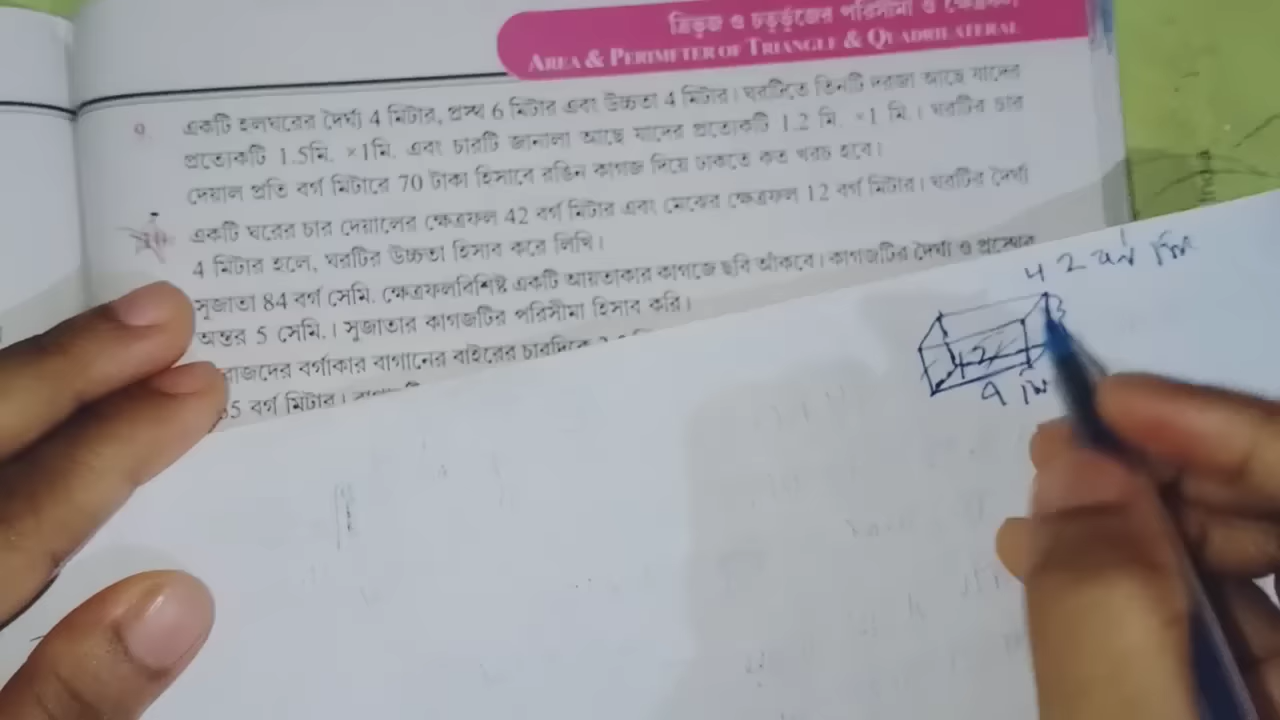 ত্রিভুজ ও চতুর্ভুজের পরিসীমা ও
AREA & PERIMETER OF TRIANGLE & QUADRILATERAL
9. একটি হলঘরের দৈর্ঘ্য 4 মিটার, প্রস্থ 6 মিটার এবং উচ্চতা 4 মিটার। ঘরটিতে তিনটি দরজা আছে যাদের
প্রত্যেকটি 1.5মি. ×1মি. এবং চারটি জানালা আছে যাদের প্রত্যেকটি 1.2 মি. ×1 মি.। ঘরটির চার
দেয়াল প্রতি বর্গ মিটারে 70 টাকা হিসাবে রঙিন কাগজ দিয়ে ঢাকতে কত খরচ হবে।
10. একটি ঘরের চার দেয়ালের ক্ষেত্রফল 42 বর্গ মিটার এবং মেঝের ক্ষেত্রফল 12 বর্গ মিটার। ঘরটির দৈর্ঘ্য
4 মিটার হলে, ঘরটির উচ্চতা হিসাব করে লিখি।
সুজাতা 84 বর্গ সেমি. ক্ষেত্রফলবিশিষ্ট একটি আয়তাকার কাগজে ছবি আঁকবে। কাগজটির দৈর্ঘ্য ও প্রস্থের
অন্তর 5 সেমি.। সুজাতার কাগজটির পরিসীমা হিসাব করি।
রাজদের বর্গাকার বাগানের বাইরের চারদিকে
65 বর্গ মিটার।
42 বর্গ মি
12